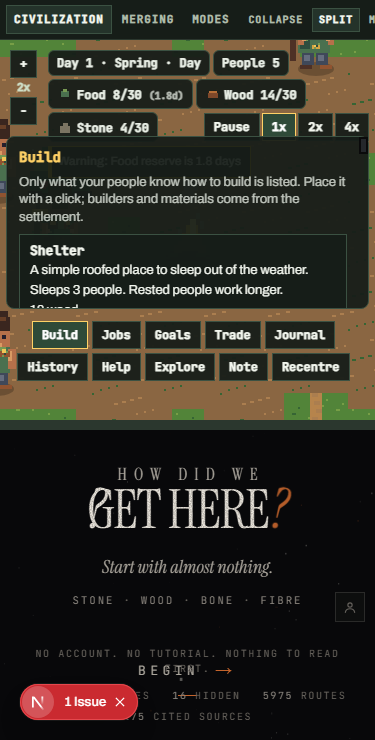 CIVILIZATION MERGING MODES COLLAPSE SPLIT M
+ Day 1 · Spring · Day People 5
2x
Food 8/30 (1.8d) Wood 14/30
-
Stone 4/30 Pause 1x 2x 4x
Build
Warning: Food reserve is 1.8 days
Only what your people know how to build is listed. Place it
with a click; builders and materials come from the
settlement.
Shelter
A simple roofed place to sleep out of the weather.
Sleeps 3 people. Rested people work longer.
10 wood
Build Jobs Goals Trade Journal
History Help Explore Note Recentre
HOW DID WE
GET HERE?
Start with almost nothing.
STONE · WOOD · BONE · FIBRE
NO ACCOUNT. NO TUTORIAL. NOTHING TO READ
FIRST.
BEGIN →
16 HIDDEN 5975 ROUTES
CITED SOURCES
N 1 Issue ×